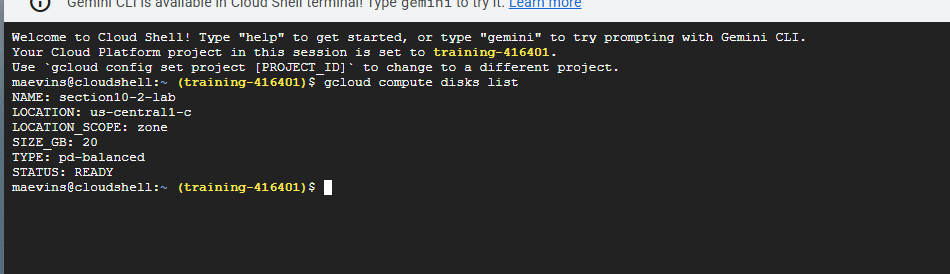 Gemini CLI is available in Cloud Shell terminal! Type gemini to try it. Learn more
Welcome to Cloud Shell! Type "help" to get started, or type "gemini" to try prompting with Gemini CLI.
Your Cloud Platform project in this session is set to training-416401.
Use `gcloud config set project [PROJECT_ID]` to change to a different project.
maevins@cloudshell:~ (training-416401)$ gcloud compute disks list
NAME: section10-2-lab
LOCATION: us-central1-c
LOCATION_SCOPE: zone
SIZE_GB: 20
TYPE: pd-balanced
STATUS: READY
maevins@cloudshell:~ (training-416401)$